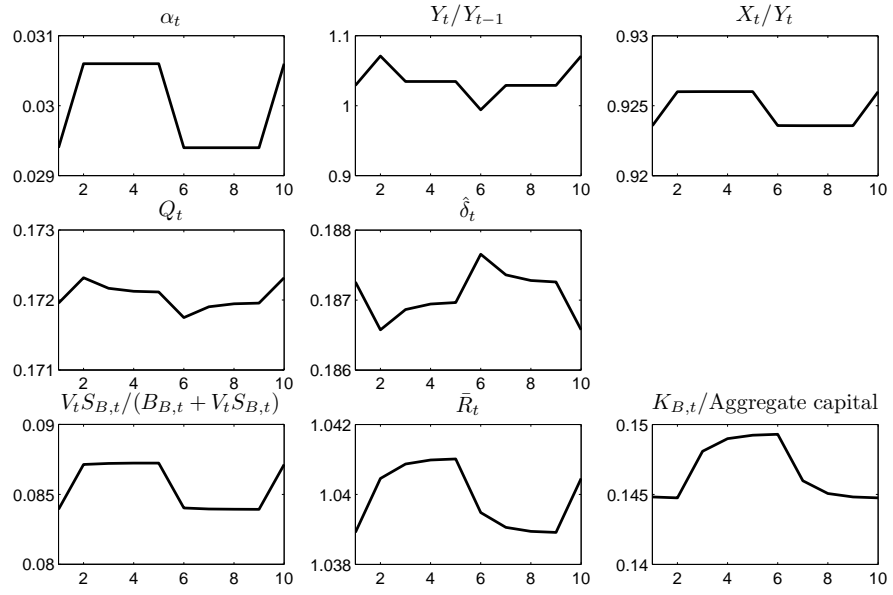 α_t Y_t/Y_{t−1} X_t/Y_t
0.031 1.1 0.93
0.03 1 0.925
0.029 0.9 0.92
2 4 6 8 10 2 4 6 8 10 2 4 6 8 10
Q_t δ̂_t
0.173 0.188
0.172 0.187
0.171 0.186
2 4 6 8 10 2 4 6 8 10
V_tS_{B,t}/(B_{B,t} + V_tS_{B,t}) R̄_t K_{B,t}/Aggregate capital
0.09 1.042 0.15
0.085 1.04 0.145
0.08 1.038 0.14
2 4 6 8 10 2 4 6 8 10 2 4 6 8 10